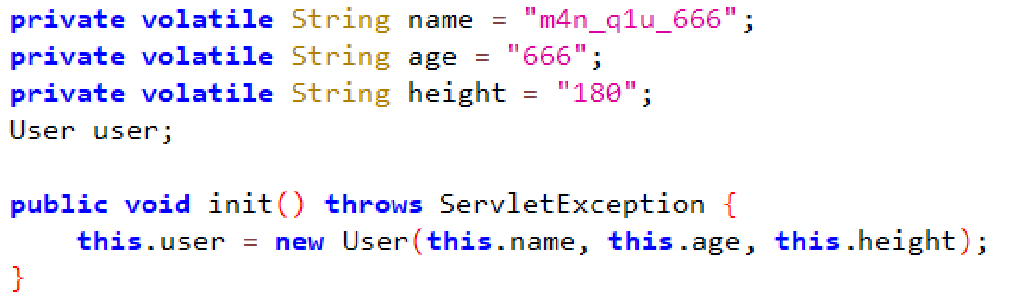 private volatile String name = "m4n_q1u_666";
private volatile String age = "666";
private volatile String height = "180";
User user;

public void init() throws ServletException {
    this.user = new User(this.name, this.age, this.height);
}